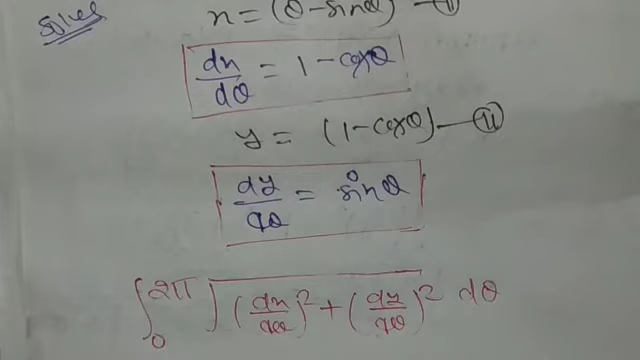 x = (θ - sinθ) — (i)
dx/dθ = 1 - cosθ
y = (1 - cosθ) — (ii)
dy/dθ = sinθ
∫₀^2π √((dx/dθ)² + (dy/dθ)²) dθ